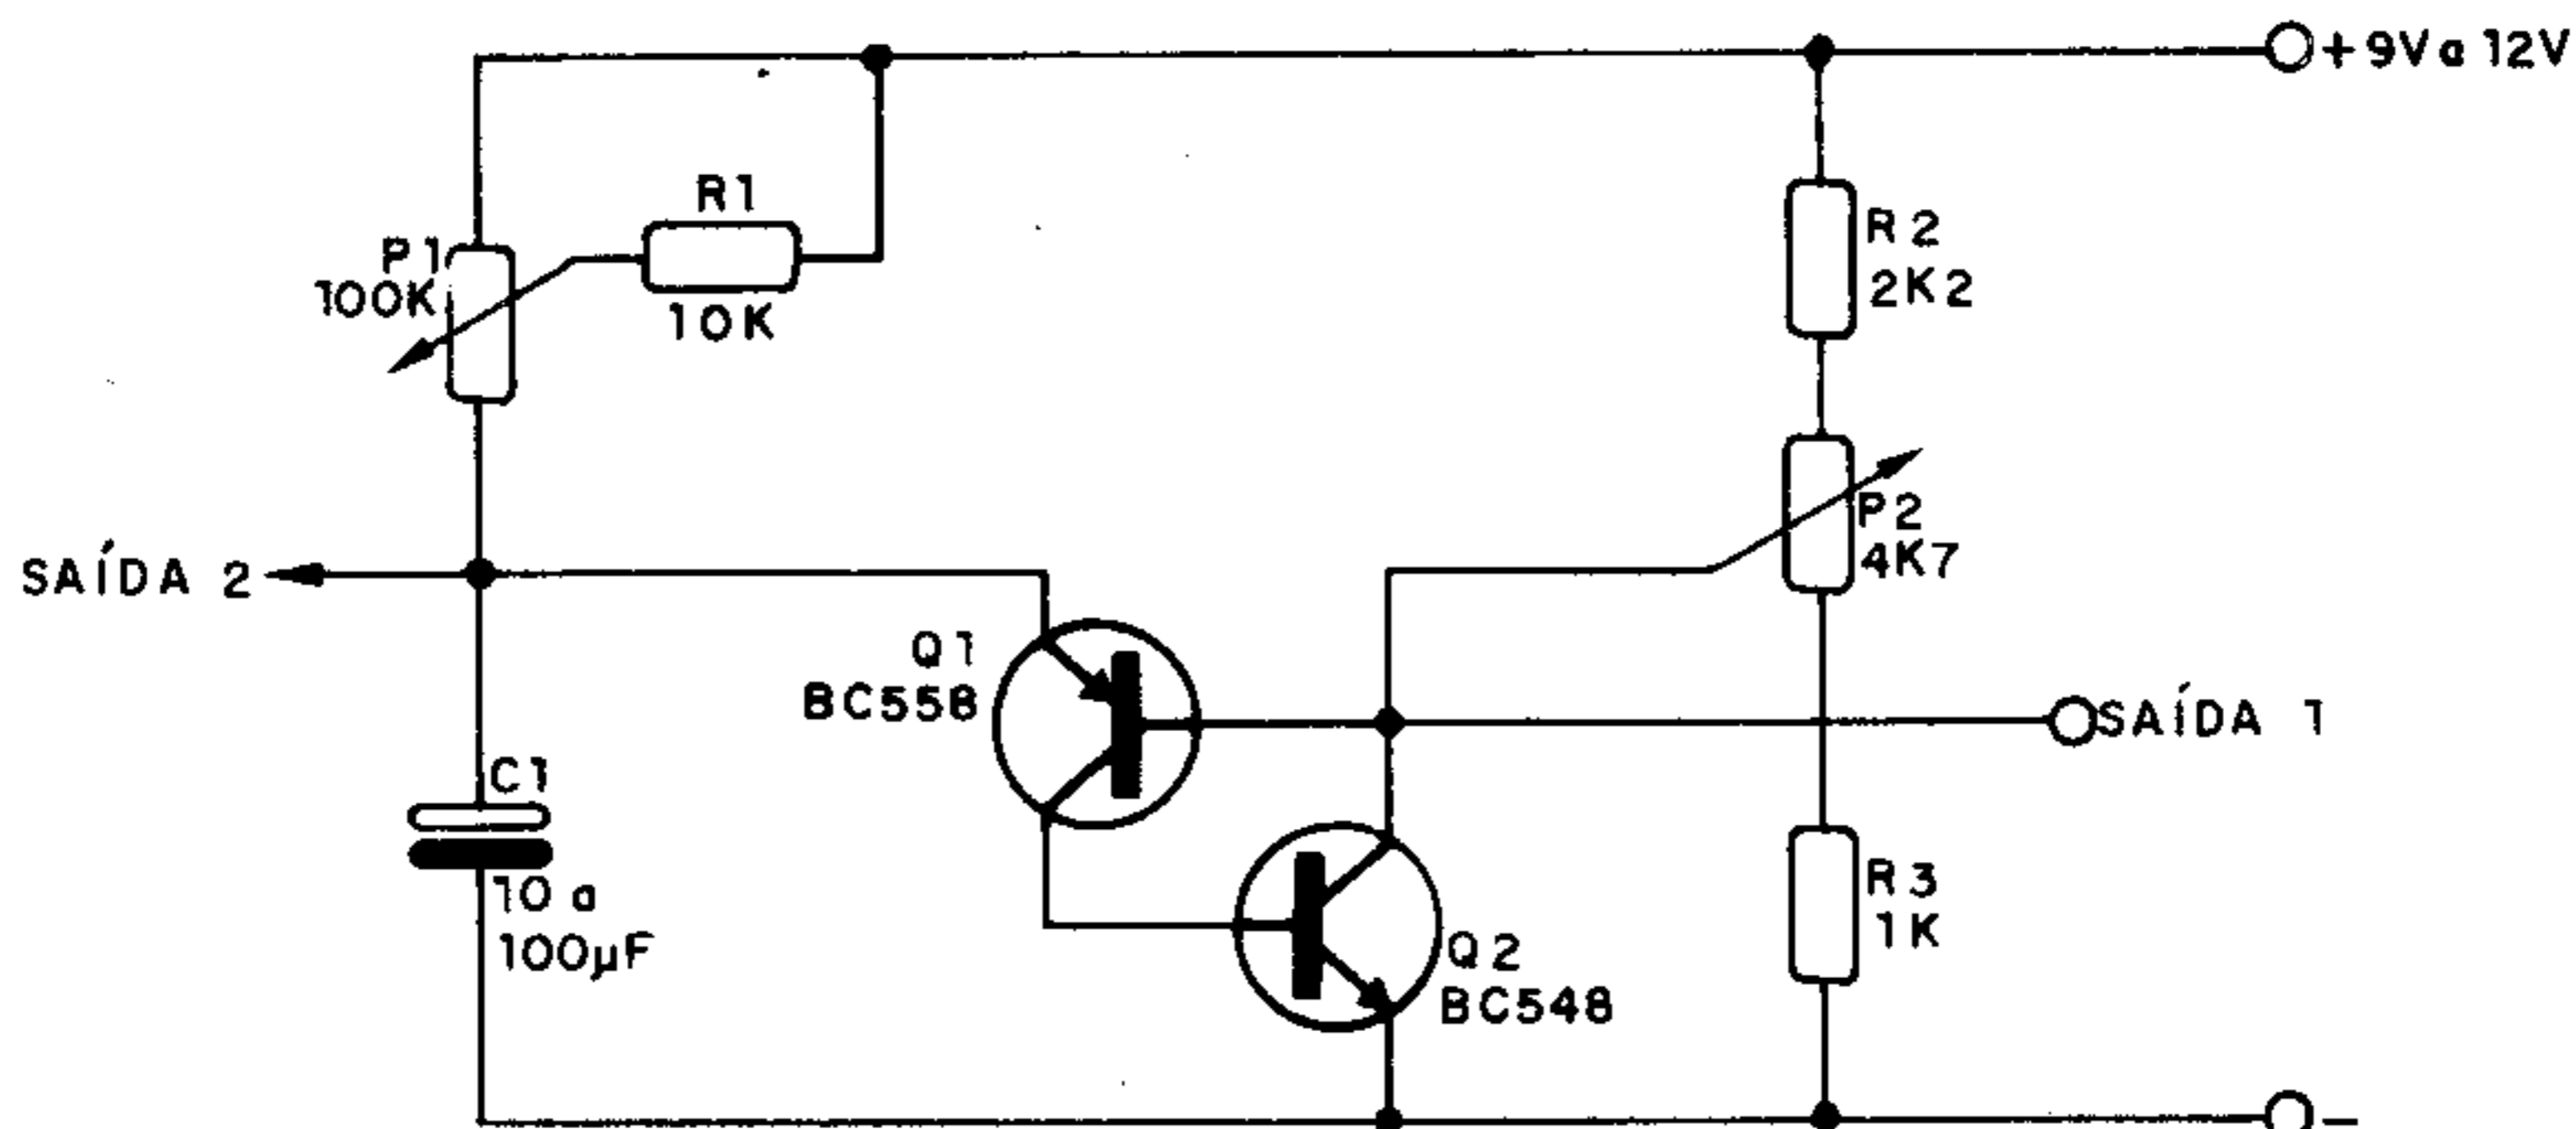 +9V a 12V
R1
10K
P1
100K
R2
2K2
P2
4K7
SAÍDA 2
Q1
BC558
SAÍDA 1
C1
10 a
100µF
R3
1K
Q2
BC548
-